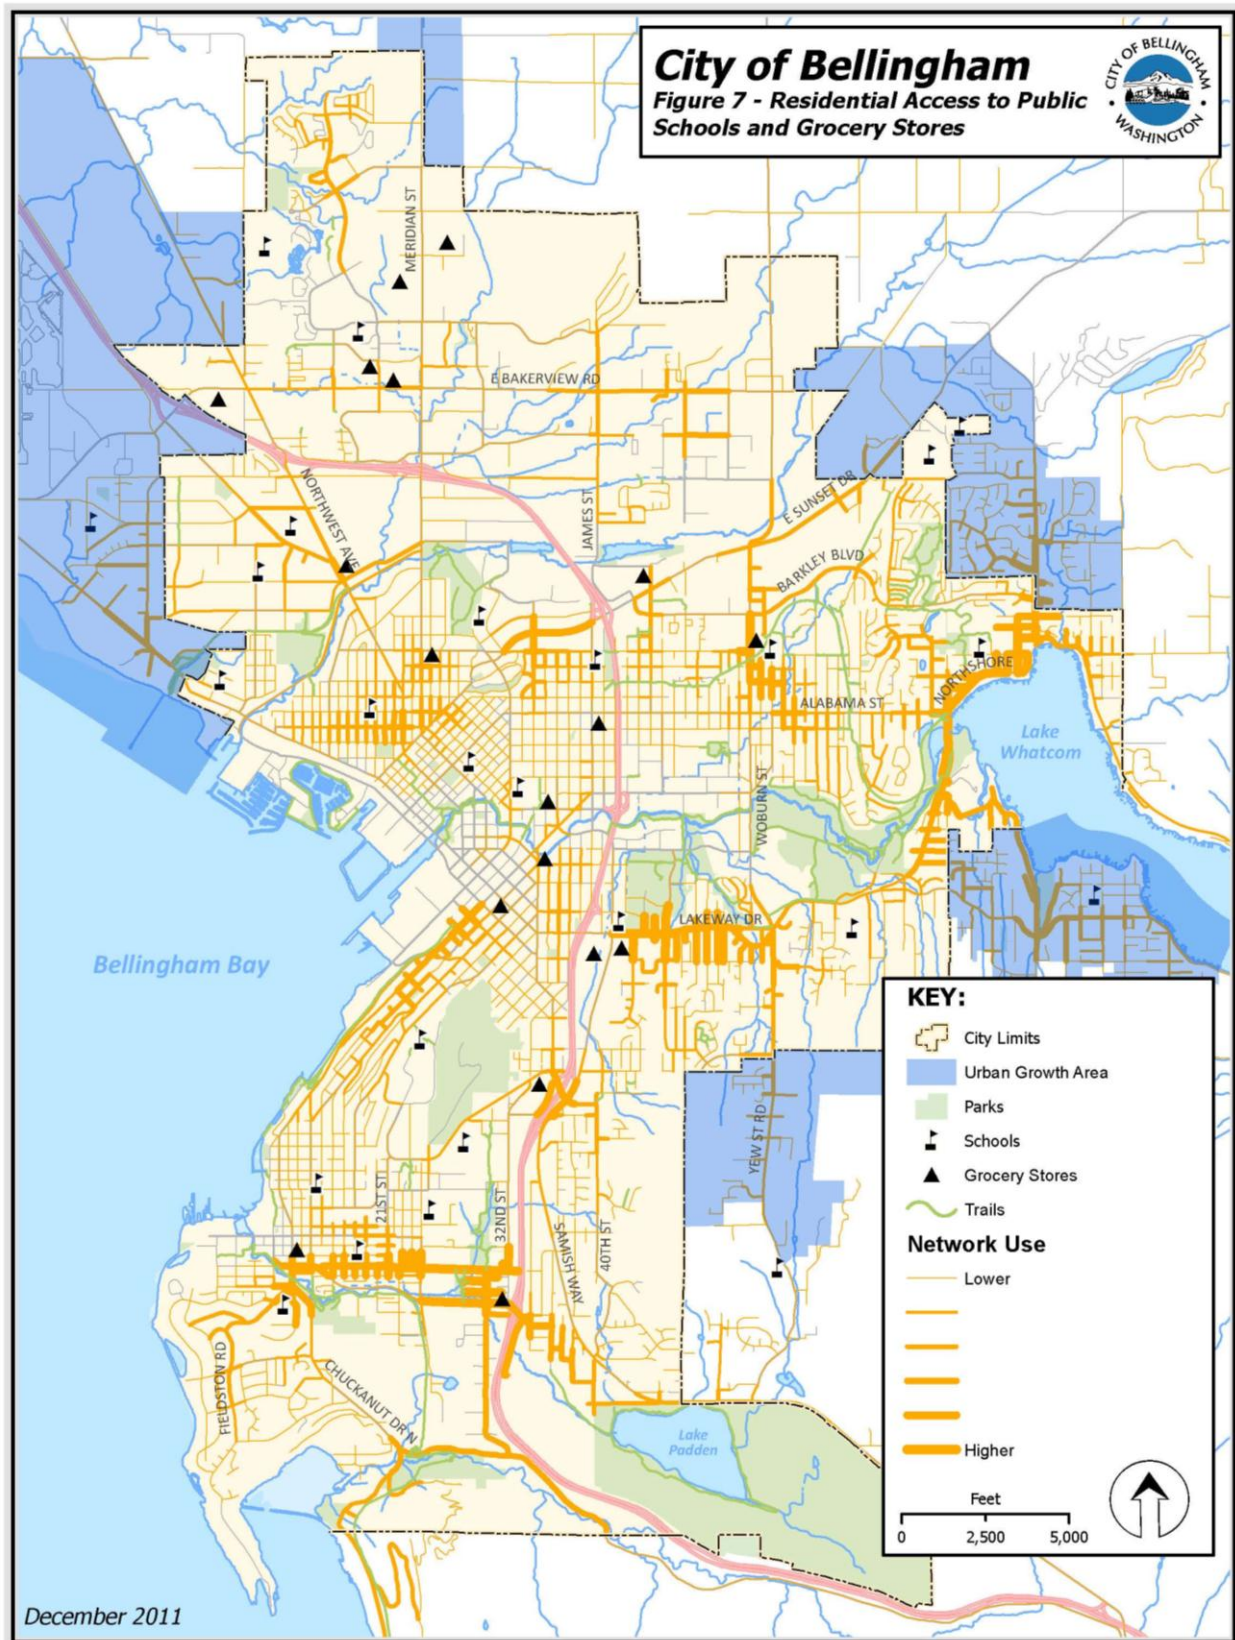 City of Bellingham
Figure 7 - Residential Access to Public
Schools and Grocery Stores
CITY OF BELLINGHAM
WASHINGTON
MERIDIAN ST
E BAKERVIEW RD
NORTHWEST AVE
JAMES ST
E SUNSET DR
BARKLEY BLVD
NORTHSHORE
ALABAMA ST
Lake
Whatcom
WOBURN ST
LAKEWAY DR
Bellingham Bay
YEW ST RD
21ST ST
32ND ST
SAMISH WAY
40TH ST
FIELDSTON RD
CHUCKANUT DR N
Lake
Padden
KEY:
City Limits
Urban Growth Area
Parks
Schools
Grocery Stores
Trails
Network Use
Lower
Higher
Feet
0 2,500 5,000
December 2011